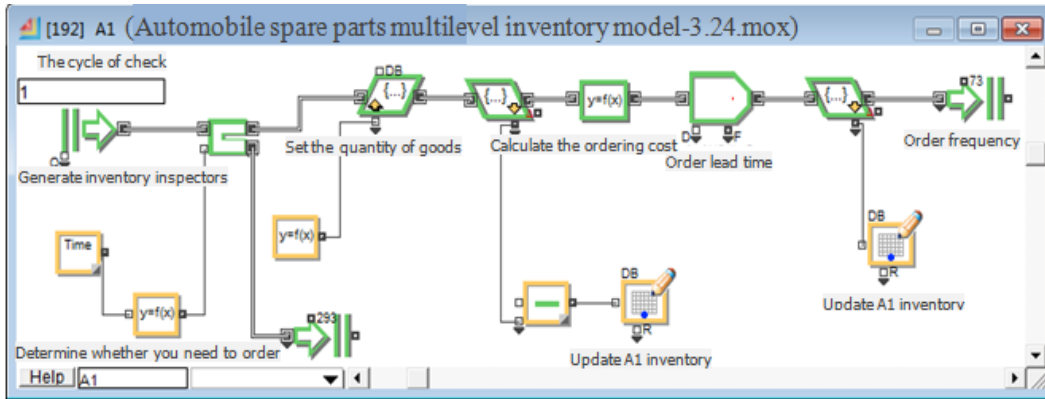 [192] A1 (Automobile spare parts multilevel inventory model-3.24.mox)
The cycle of check
1
DB
{...}
{...}
y=f(x)
D
F
{...}
73
Set the quantity of goods
Calculate the ordering cost
Order lead time
Order frequency
Generate inventory inspectors
Time
y=f(x)
y=f(x)
293
DB
R
DB
R
Update A1 inventory
Determine whether you need to order
Update A1 inventory
Help
A1